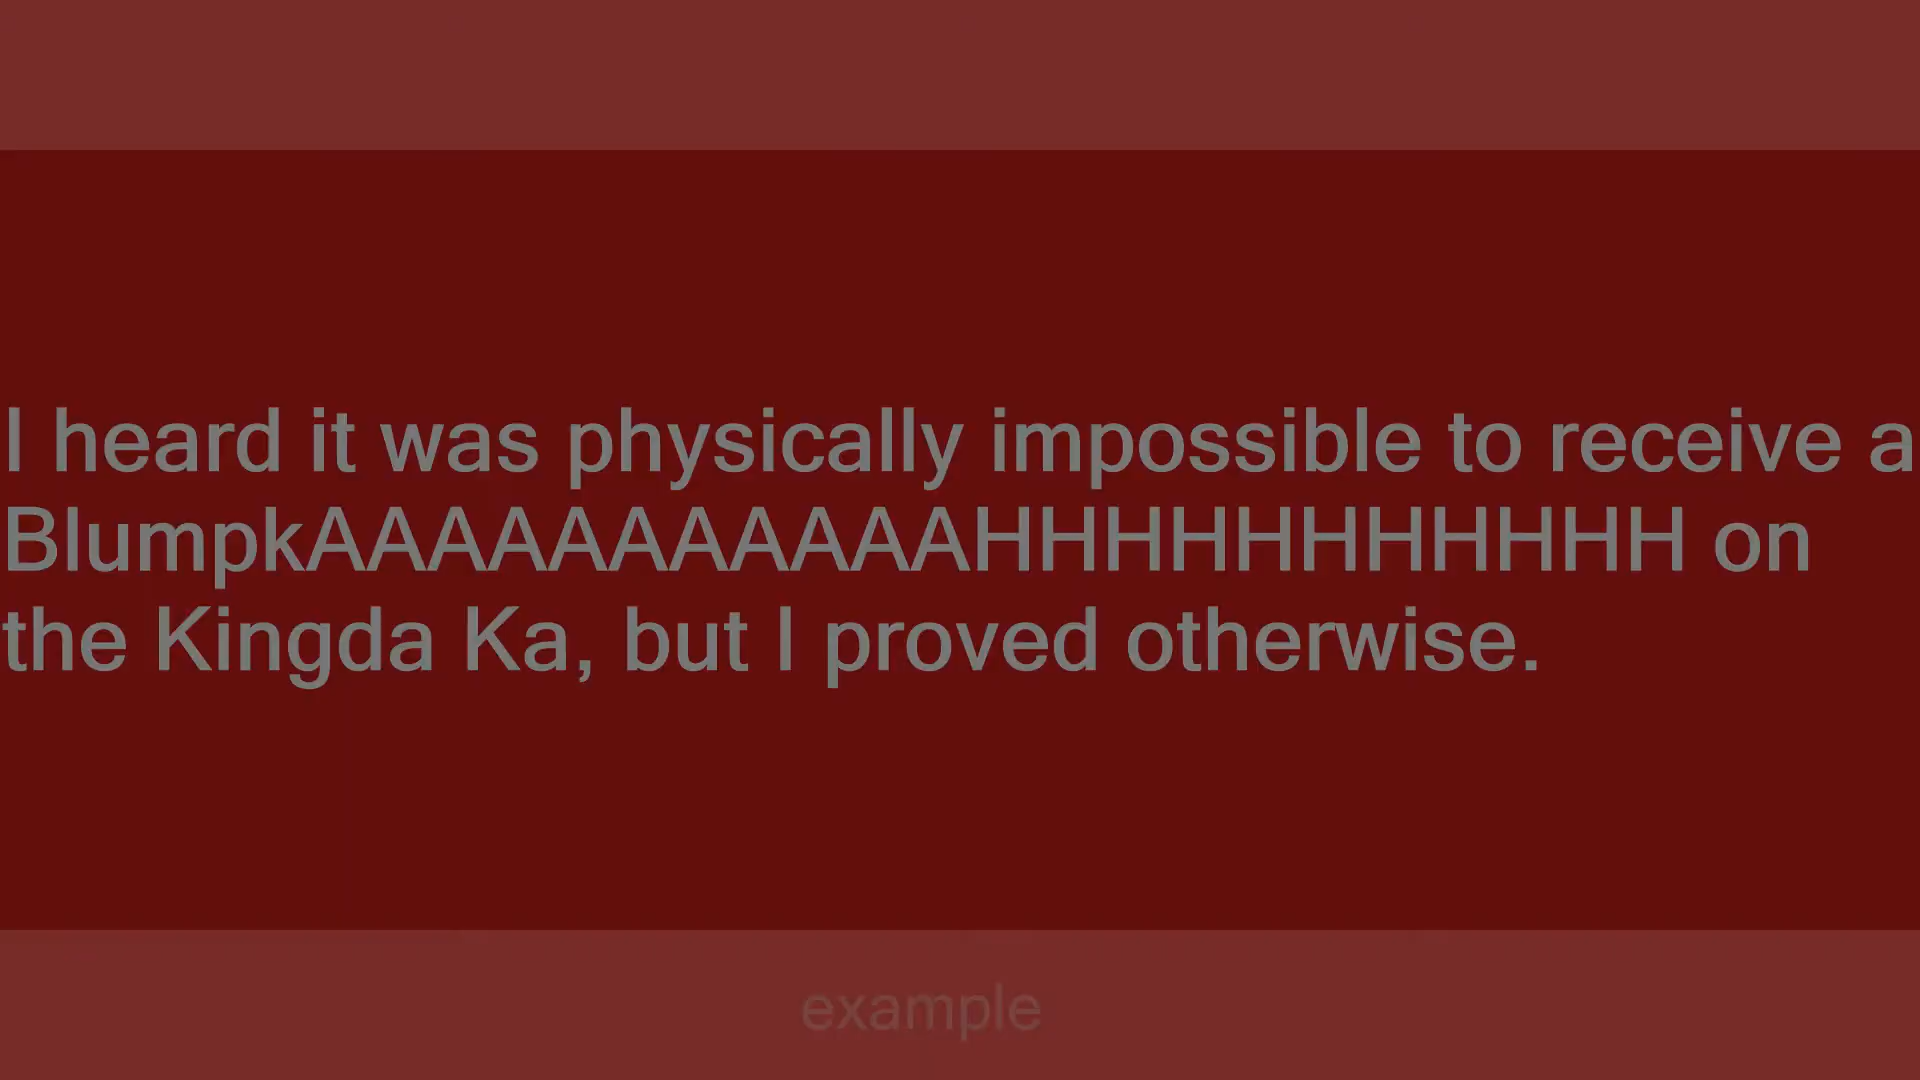 I heard it was physically impossible to receive a
BlumpkAAAAAAAAAAAHHHHHHHHHHH on
the Kingda Ka, but I proved otherwise.
example